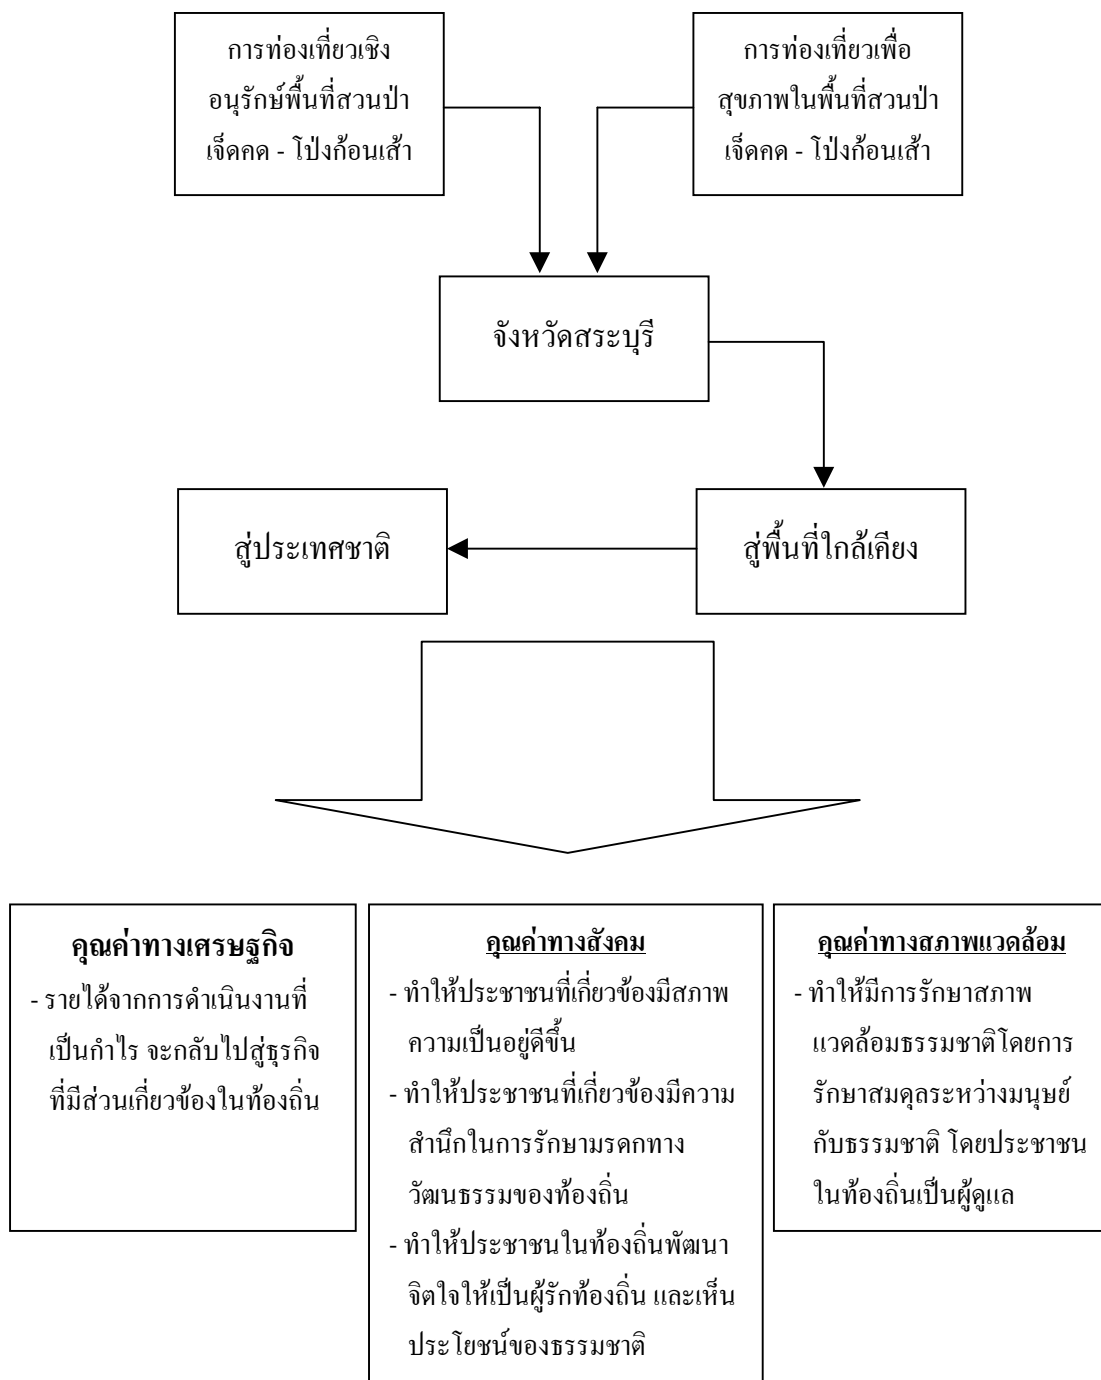 การท่องเที่ยวเชิง
อนุรักษ์พื้นที่สวนป่า
เจ็ดคด - โป่งก้อนเส้า
การท่องเที่ยวเพื่อ
สุขภาพในพื้นที่สวนป่า
เจ็ดคด - โป่งก้อนเส้า
จังหวัดสระบุรี
สู่ประเทศชาติ
สู่พื้นที่ใกล้เคียง
คุณค่าทางเศรษฐกิจ
- รายได้จากการดำเนินงานที่
เป็นกำไร จะกลับไปสู่ธุรกิจ
ที่มีส่วนเกี่ยวข้องในท้องถิ่น
คุณค่าทางสังคม
- ทำให้ประชาชนที่เกี่ยวข้องมีสภาพ
ความเป็นอยู่ดีขึ้น
- ทำให้ประชาชนที่เกี่ยวข้องมีความ
สำนึกในการรักษามรดกทาง
วัฒนธรรมของท้องถิ่น
- ทำให้ประชาชนในท้องถิ่นพัฒนา
จิตใจให้เป็นผู้รักท้องถิ่น และเห็น
ประโยชน์ของธรรมชาติ
คุณค่าทางสภาพแวดล้อม
- ทำให้มีการรักษาสภาพ
แวดล้อมธรรมชาติโดยการ
รักษาสมดุลระหว่างมนุษย์
กับธรรมชาติ โดยประชาชน
ในท้องถิ่นเป็นผู้ดูแล